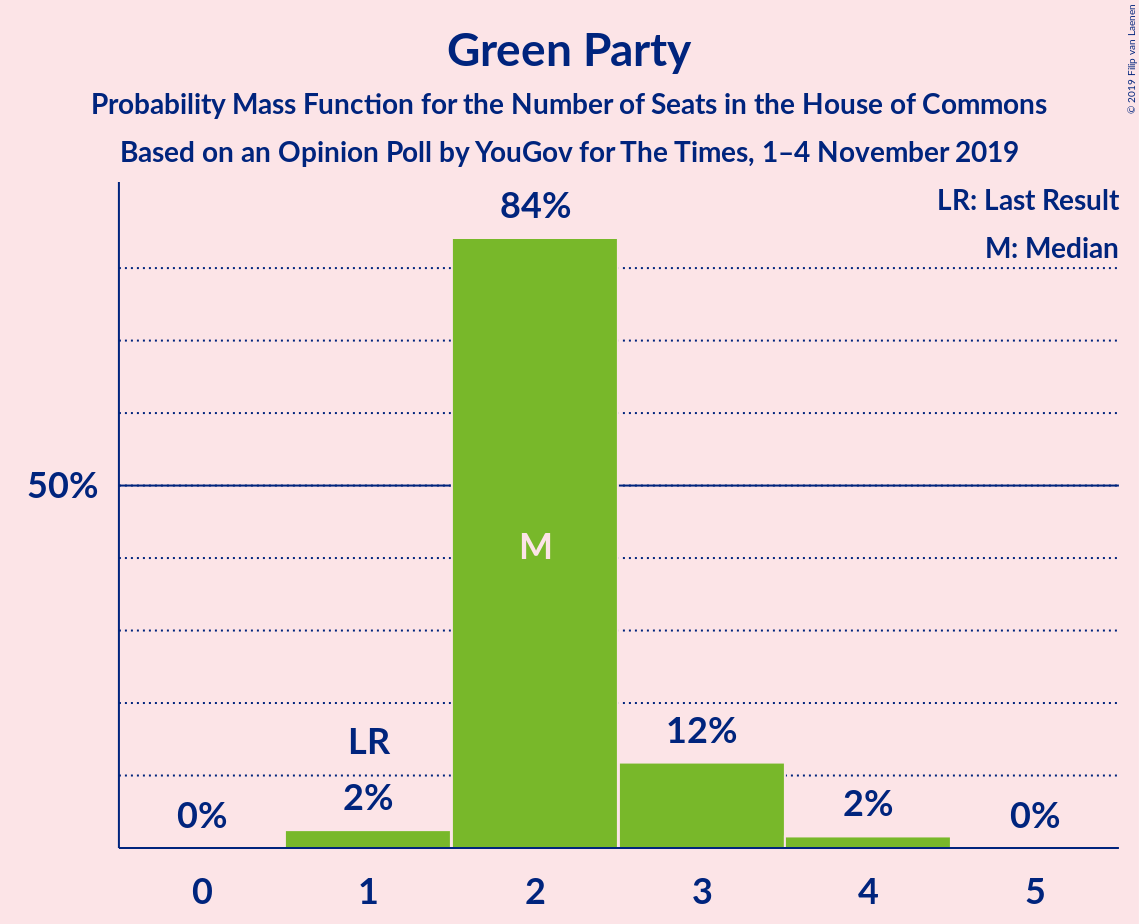 Green Party
Probability Mass Function for the Number of Seats in the House of Commons
Based on an Opinion Poll by YouGov for The Times, 1–4 November 2019
© 2019 Filip van Laenen
LR: Last Result
M: Median
84%
50%
M
LR
12%
0%
2%
2%
0%
0 1 2 3 4 5